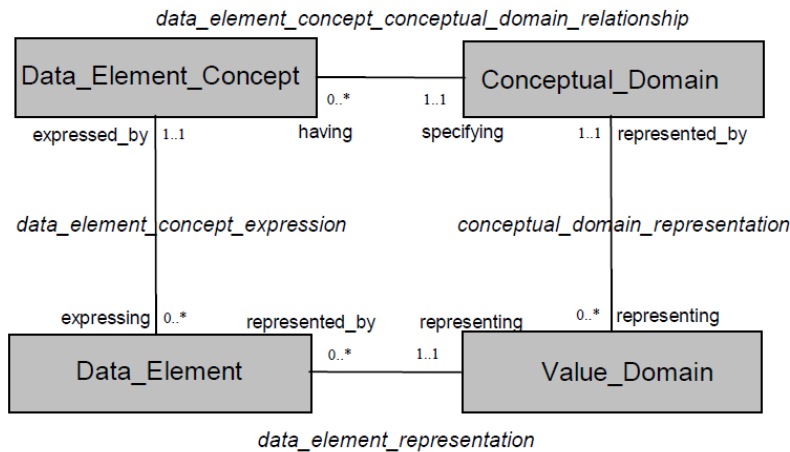 data_element_concept_conceptual_domain_relationship
Data_Element_Concept
Conceptual_Domain
0..*
1..1
expressed_by
1..1
having
specifying
1..1
represented_by
data_element_concept_expression
conceptual_domain_representation
expressing
0..*
represented_by
representing
0..*
representing
Data_Element
0..*
1..1
Value_Domain
data_element_representation